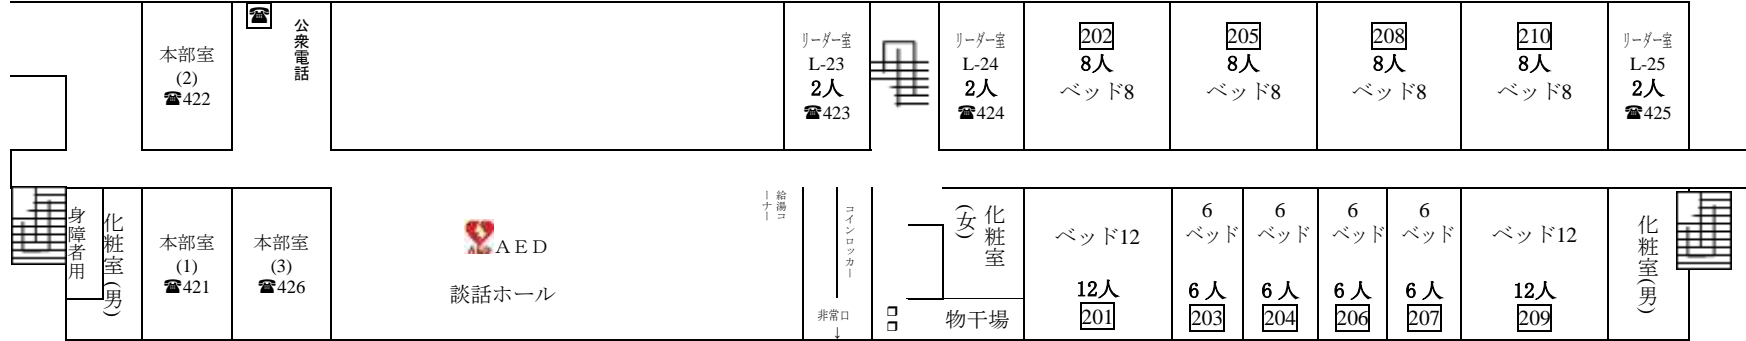 本部室
(2)
☎422
☎
公衆電話
リーダー室
L-23
2人
☎423
リーダー室
L-24
2人
☎424
202
8人
ベッド8
205
8人
ベッド8
208
8人
ベッド8
210
8人
ベッド8
リーダー室
L-25
2人
☎425
身障者用
化粧室(男)
本部室
(1)
☎421
本部室
(3)
☎426
AED
談話ホール
給湯コ
ーナー
コインロッカー
非常口
↓
化粧室
(女)
物干場
ベッド12
12人
201
6
ベッド
6人
203
6
ベッド
6人
204
6
ベッド
6人
206
6
ベッド
6人
207
ベッド12
12人
209
化粧室(男)